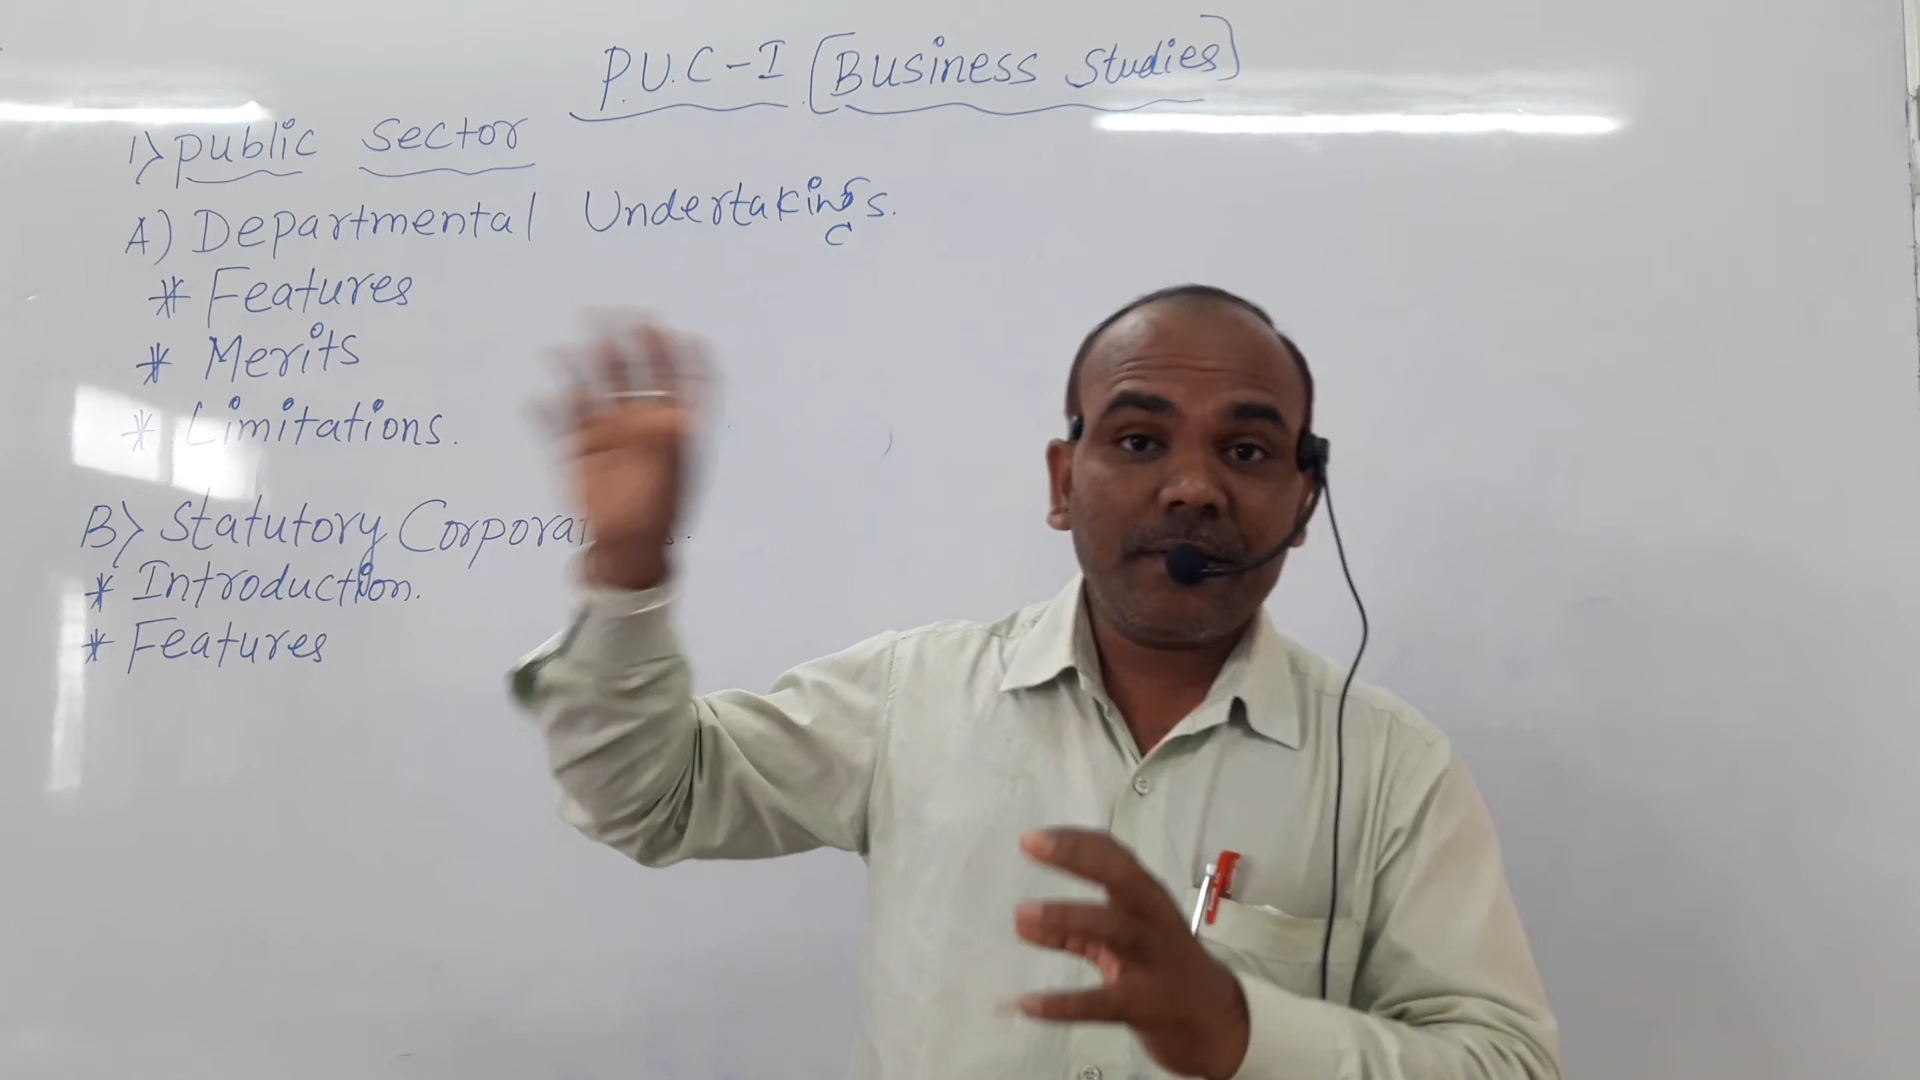 P.U.C-I (Business Studies)
1) Public Sector
A) Departmental Undertakings.
* Features
* Merits
* Limitations.
B) Statutory
* Introduction.
* Features